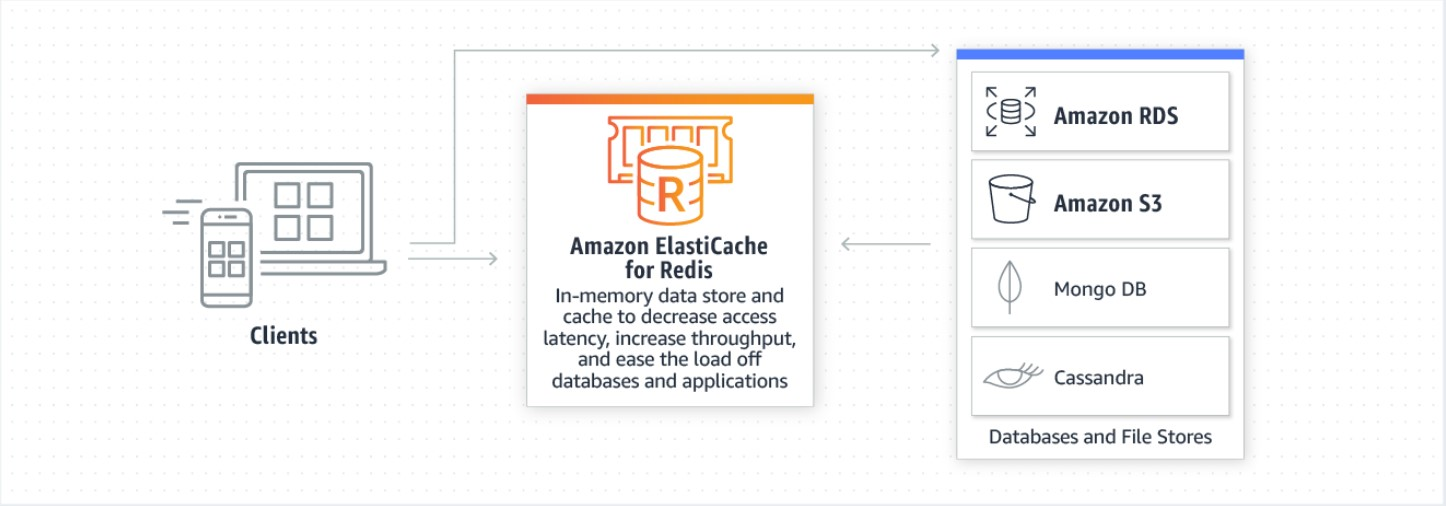 Clients
R
Amazon ElastiCache
for Redis
In-memory data store and
cache to decrease access
latency, increase throughput,
and ease the load off
databases and applications
Amazon RDS
Amazon S3
Mongo DB
Cassandra
Databases and File Stores